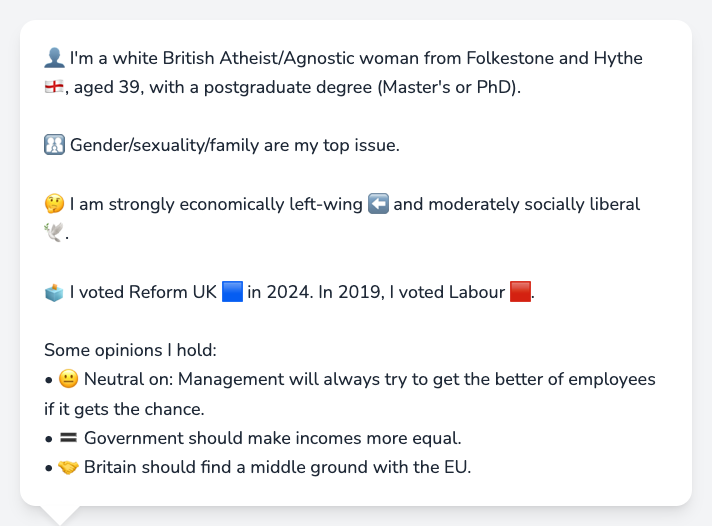 👤 I'm a white British Atheist/Agnostic woman from Folkestone and Hythe
🏴󠁧󠁢󠁥󠁮󠁧󠁿, aged 39, with a postgraduate degree (Master's or PhD).
🚻 Gender/sexuality/family are my top issue.
🤔 I am strongly economically left-wing ⬅️ and moderately socially liberal
🕊️.
🗳️ I voted Reform UK 🟦 in 2024. In 2019, I voted Labour 🟥.
Some opinions I hold:
• 😐 Neutral on: Management will always try to get the better of employees
if it gets the chance.
• 🟰 Government should make incomes more equal.
• 🤝 Britain should find a middle ground with the EU.